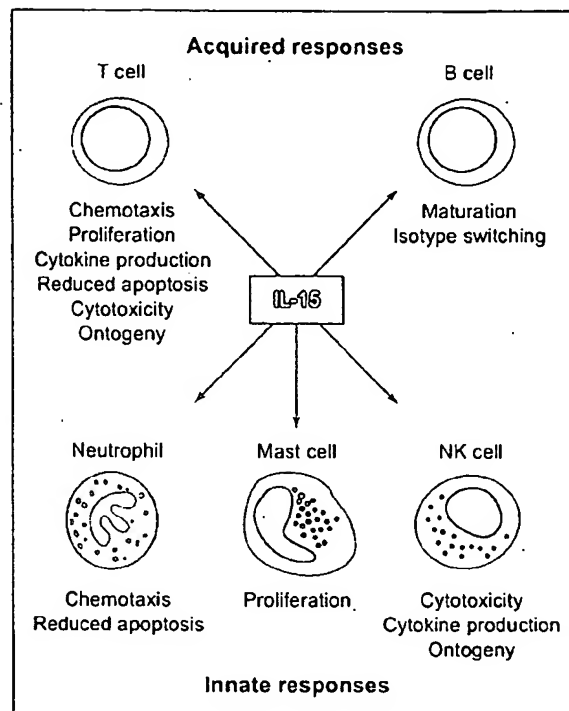 Acquired responses
T cell
B cell
Chemotaxis
Proliferation
Cytokine production
Reduced apoptosis
Cytotoxicity
Ontogeny
Maturation
Isotype switching
IL-15
Neutrophil
Mast cell
NK cell
Chemotaxis
Reduced apoptosis
Proliferation
Cytotoxicity
Cytokine production
Ontogeny
Innate responses